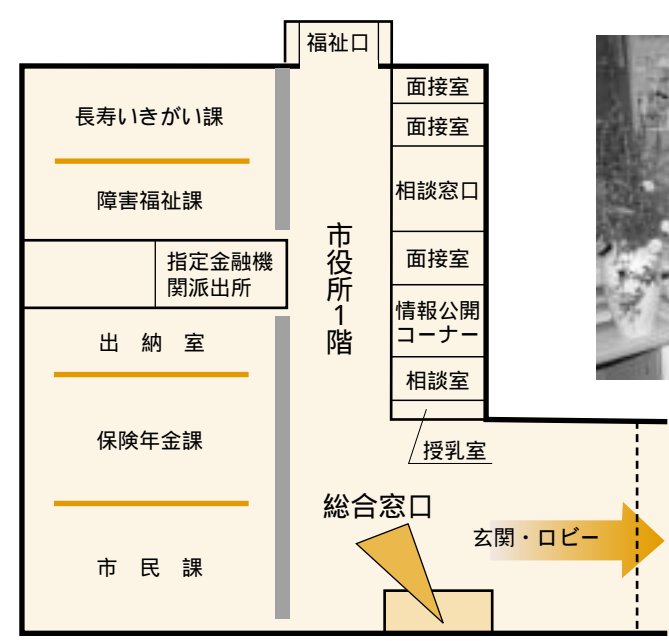 福祉口
長寿いきがい課
障害福祉課
指定金融機
関派出所
出納室
保険年金課
市民課
市役所1階
面接室
面接室
相談窓口
面接室
情報公開
コーナー
相談室
授乳室
総合窓口
玄関・ロビー